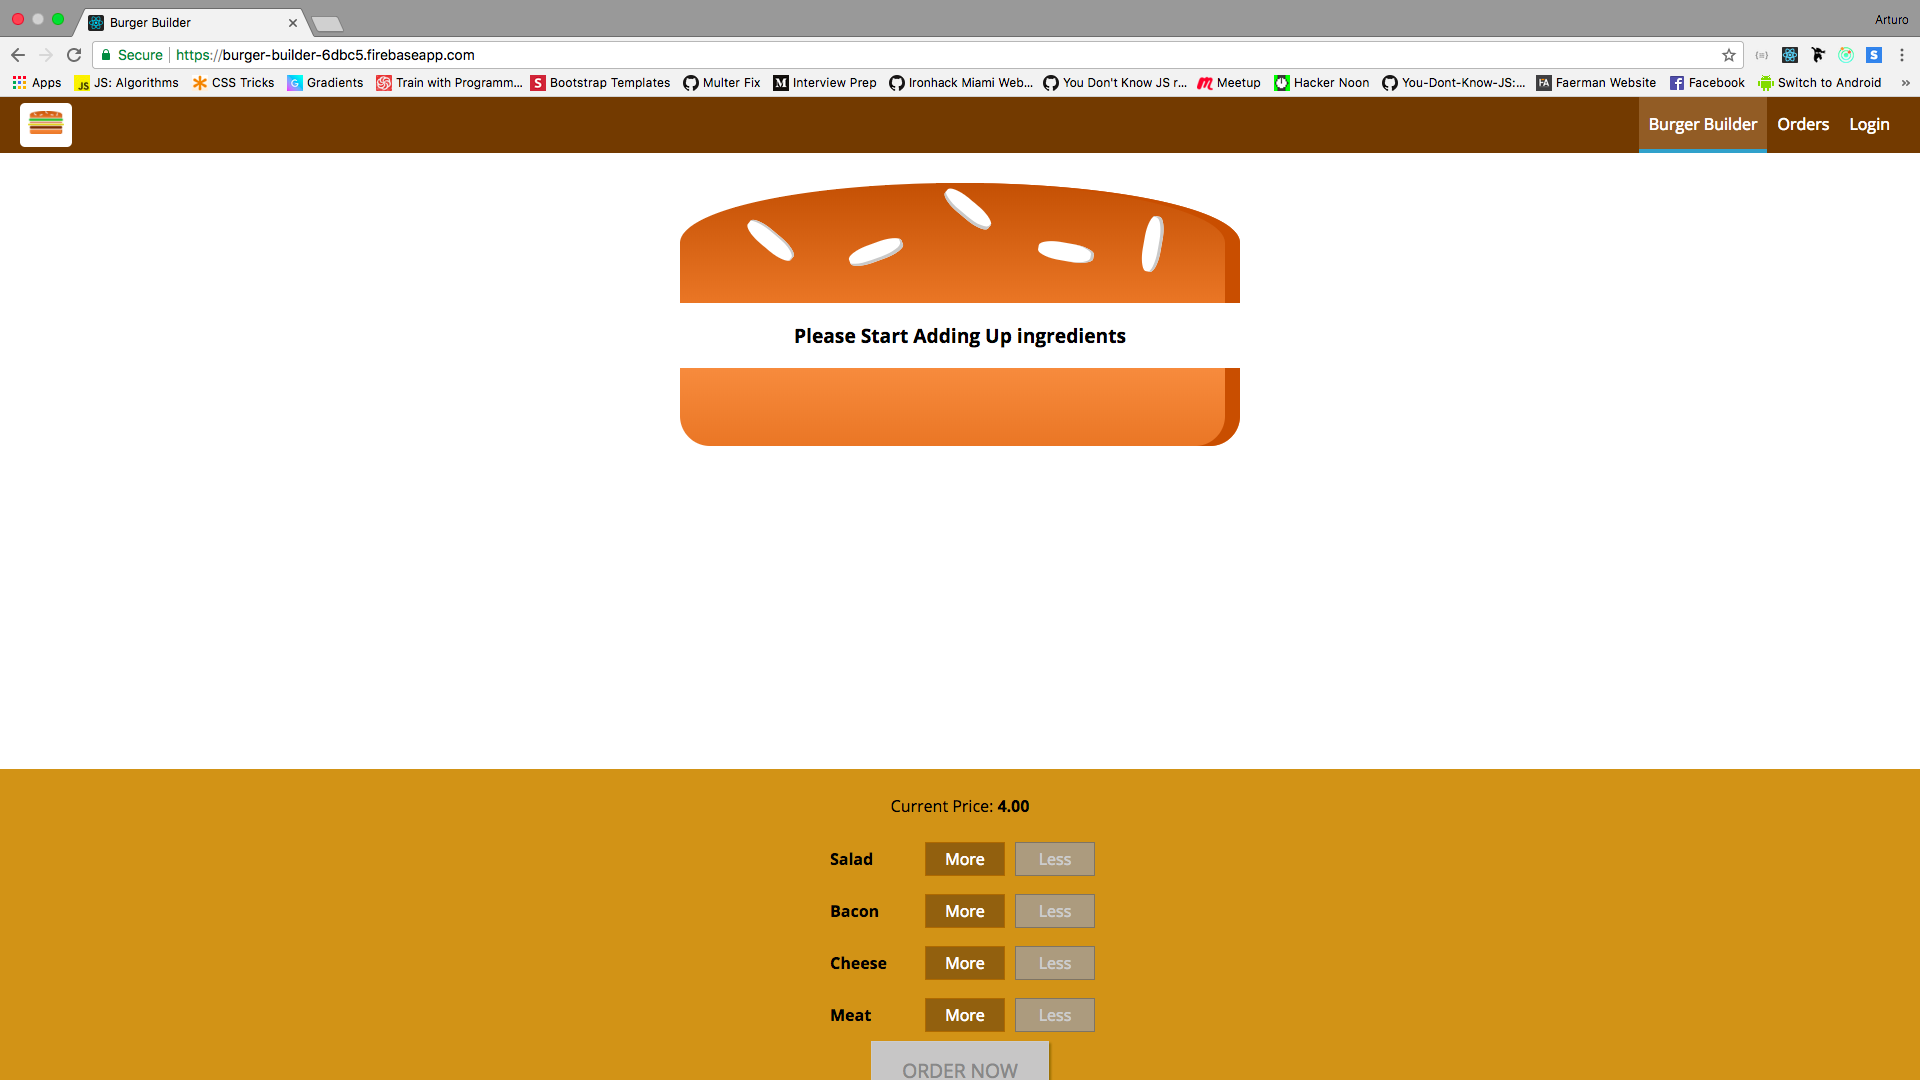 Burger Builder
Arturo
Secure https://burger-builder-6dbc5.firebaseapp.com
Apps JS: Algorithms CSS Tricks Gradients Train with Programm... Bootstrap Templates Multer Fix Interview Prep Ironhack Miami Web... You Don't Know JS r... Meetup Hacker Noon You-Dont-Know-JS:... Faerman Website Facebook Switch to Android »
Burger Builder Orders Login
Please Start Adding Up ingredients
Current Price: 4.00
Salad More Less
Bacon More Less
Cheese More Less
Meat More Less
ORDER NOW